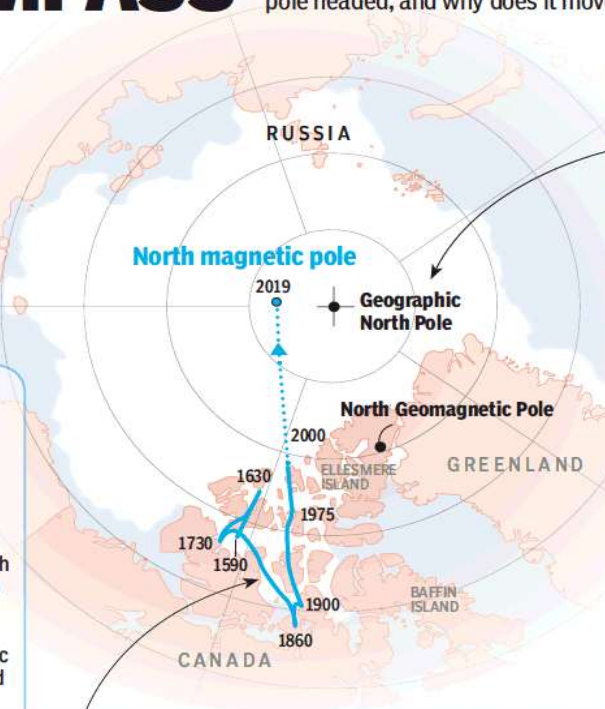 pole headed, and why does it mov
RUSSIA
North magnetic pole
2019
Geographic
North Pole
North Geomagnetic Pole
2000
ELLESMERE
ISLAND
GREENLAND
1630
1975
1730
1590
h
BAFFIN
ISLAND
1900
1860
c
CANADA
d